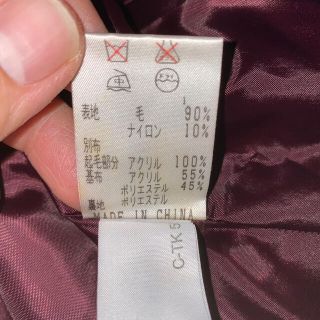 表地 毛 90%
ナイロン 10%
別布
起毛部分 アクリル 100%
基布 アクリル 55%
ポリエステル 45%
裏地 ポリエステル
MADE IN CHINA
C-TK 5